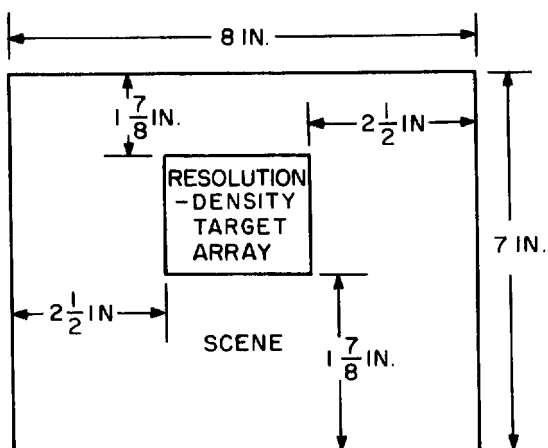 8 IN.
1 7/8 IN.
2 1/2 IN
RESOLUTION
-DENSITY
TARGET
ARRAY
7 IN.
2 1/2 IN
SCENE
1 7/8 IN.